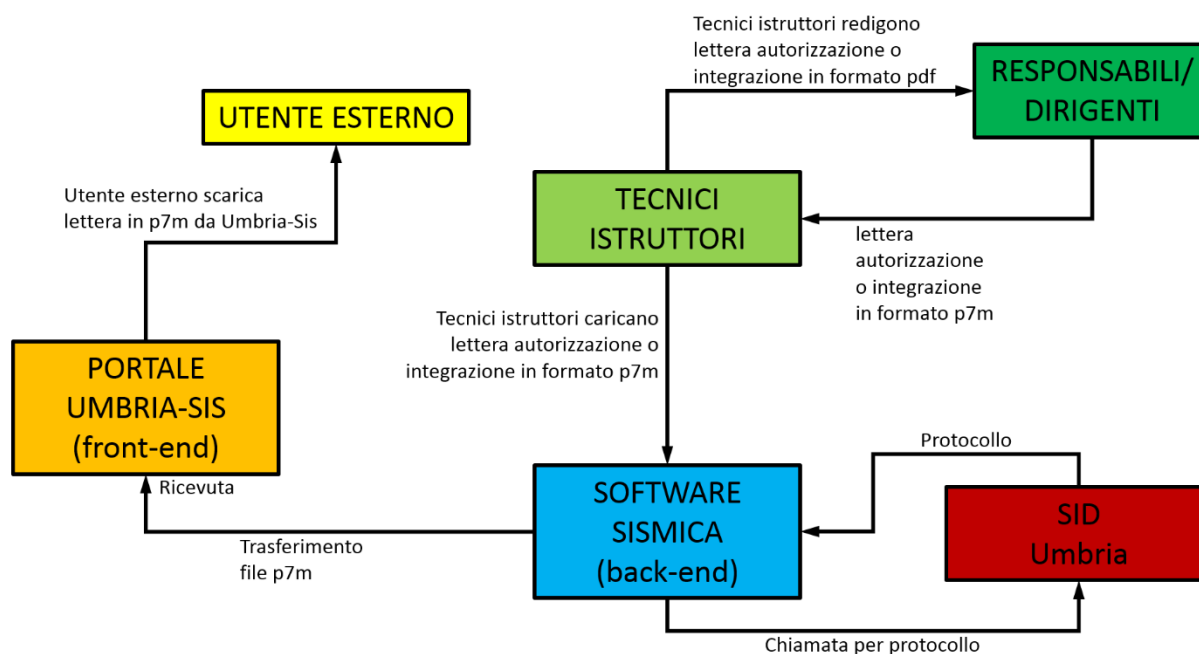 Tecnici istruttori redigono
lettera autorizzazione o
integrazione in formato pdf
RESPONSABILI/
DIRIGENTI
UTENTE ESTERNO
Utente esterno scarica
lettera in p7m da Umbria-Sis
TECNICI
ISTRUTTORI
lettera
autorizzazione
o integrazione
in formato p7m
Tecnici istruttori caricano
lettera autorizzazione o
integrazione in formato p7m
PORTALE
UMBRIA-SIS
(front-end)
Ricevuta
Trasferimento
file p7m
SOFTWARE
SISMICA
(back-end)
Protocollo
SID
Umbria
Chiamata per protocollo